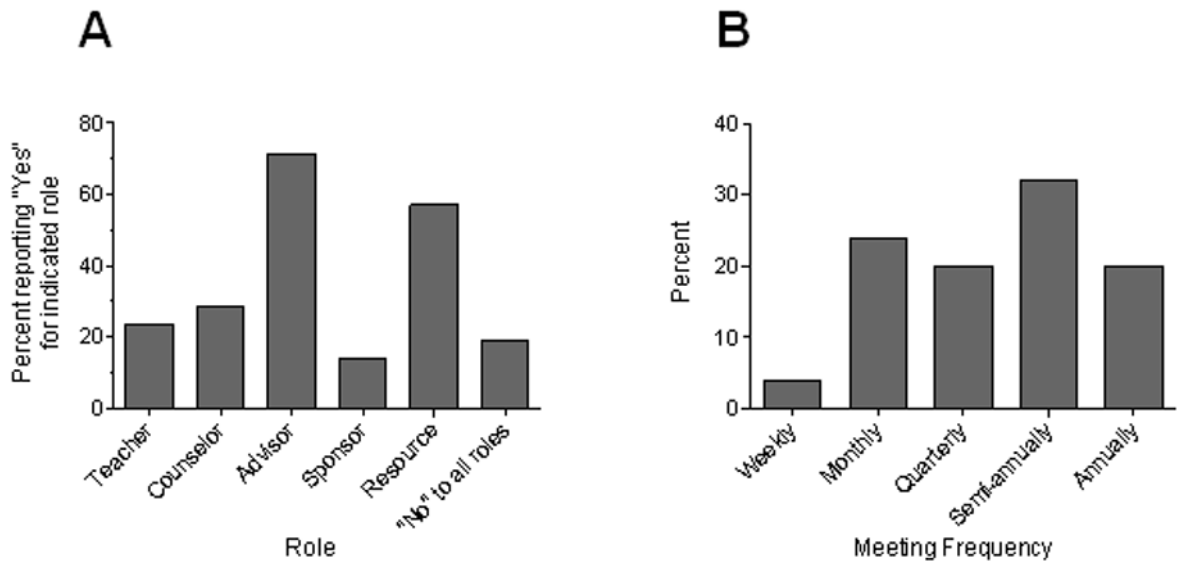 A
Percent reporting "Yes"
for indicated role
80
60
40
20
0
Teacher
Counselor
Advisor
Sponsor
Resource
"No" to all roles
Role
B
Percent
40
30
20
10
0
Weekly
Monthly
Quarterly
Semi-annually
Annually
Meeting Frequency